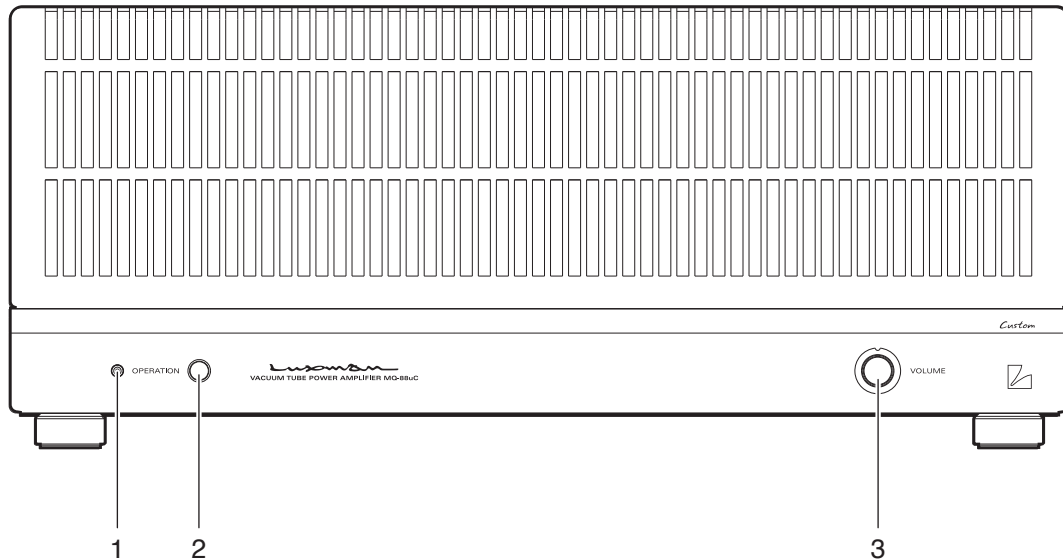 Custom
OPERATION
LUXMAN
VACUUM TUBE POWER AMPLIFIER MQ-88uC
VOLUME
1 2 3